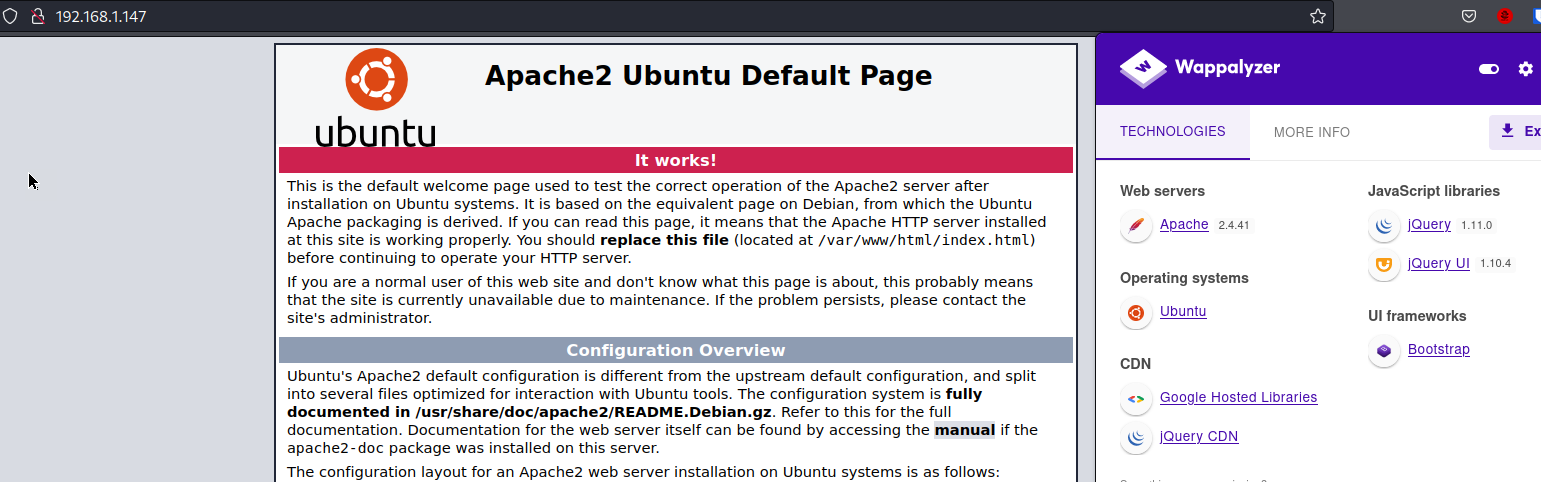 192.168.1.147
Apache2 Ubuntu Default Page
ubuntu
It works!
This is the default welcome page used to test the correct operation of the Apache2 server after
installation on Ubuntu systems. It is based on the equivalent page on Debian, from which the Ubuntu
Apache packaging is derived. If you can read this page, it means that the Apache HTTP server installed
at this site is working properly. You should replace this file (located at /var/www/html/index.html)
before continuing to operate your HTTP server.
If you are a normal user of this web site and don't know what this page is about, this probably means
that the site is currently unavailable due to maintenance. If the problem persists, please contact the
site's administrator.
Configuration Overview
Ubuntu's Apache2 default configuration is different from the upstream default configuration, and split
into several files optimized for interaction with Ubuntu tools. The configuration system is fully
documented in /usr/share/doc/apache2/README.Debian.gz. Refer to this for the full
documentation. Documentation for the web server itself can be found by accessing the manual if the
apache2-doc package was installed on this server.
The configuration layout for an Apache2 web server installation on Ubuntu systems is as follows:
Wappalyzer
TECHNOLOGIES
MORE INFO
Ex
Web servers
Apache 2.4.41
Operating systems
Ubuntu
CDN
Google Hosted Libraries
jQuery CDN
JavaScript libraries
jQuery 1.11.0
jQuery UI 1.10.4
UI frameworks
Bootstrap